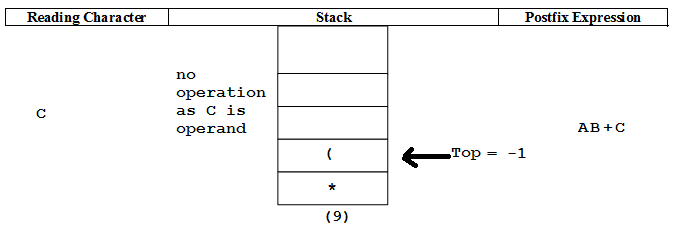 Reading Character Stack Postfix Expression
no
operation
as C is
operand
C
AB+C
(
Top = -1
*
(9)